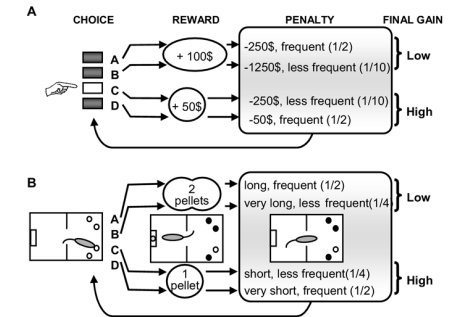 A
CHOICE REWARD PENALTY FINAL GAIN
A
B
C
D
+ 100$
+ 50$
-250$, frequent (1/2)
-1250$, less frequent (1/10)
-250$, less frequent (1/10)
-50$, frequent (1/2)
Low
High
B
A
B
C
D
2
pellets
1
pellet
long, frequent (1/2)
very long, less frequent(1/4
short, less frequent(1/4)
very short, frequent (1/2)
Low
High